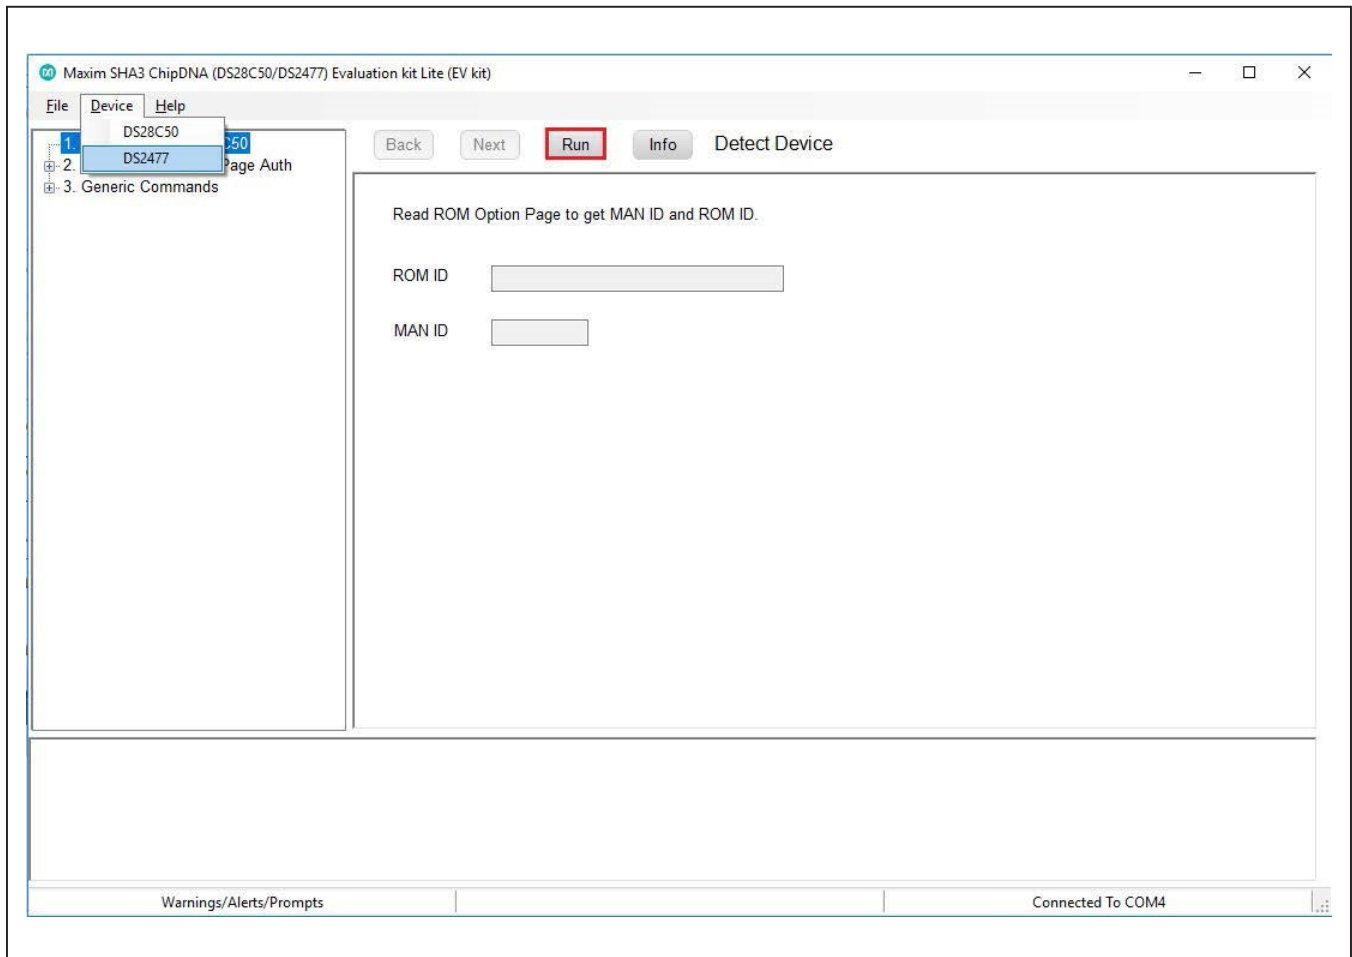 Maxim SHA3 ChipDNA (DS28C50/DS2477) Evaluation kit Lite (EV kit)
File Device Help
DS28C50
DS2477
1. C50
2. Page Auth
3. Generic Commands
Back Next Run Info Detect Device
Read ROM Option Page to get MAN ID and ROM ID.
ROM ID
MAN ID
Warnings/Alerts/Prompts Connected To COM4